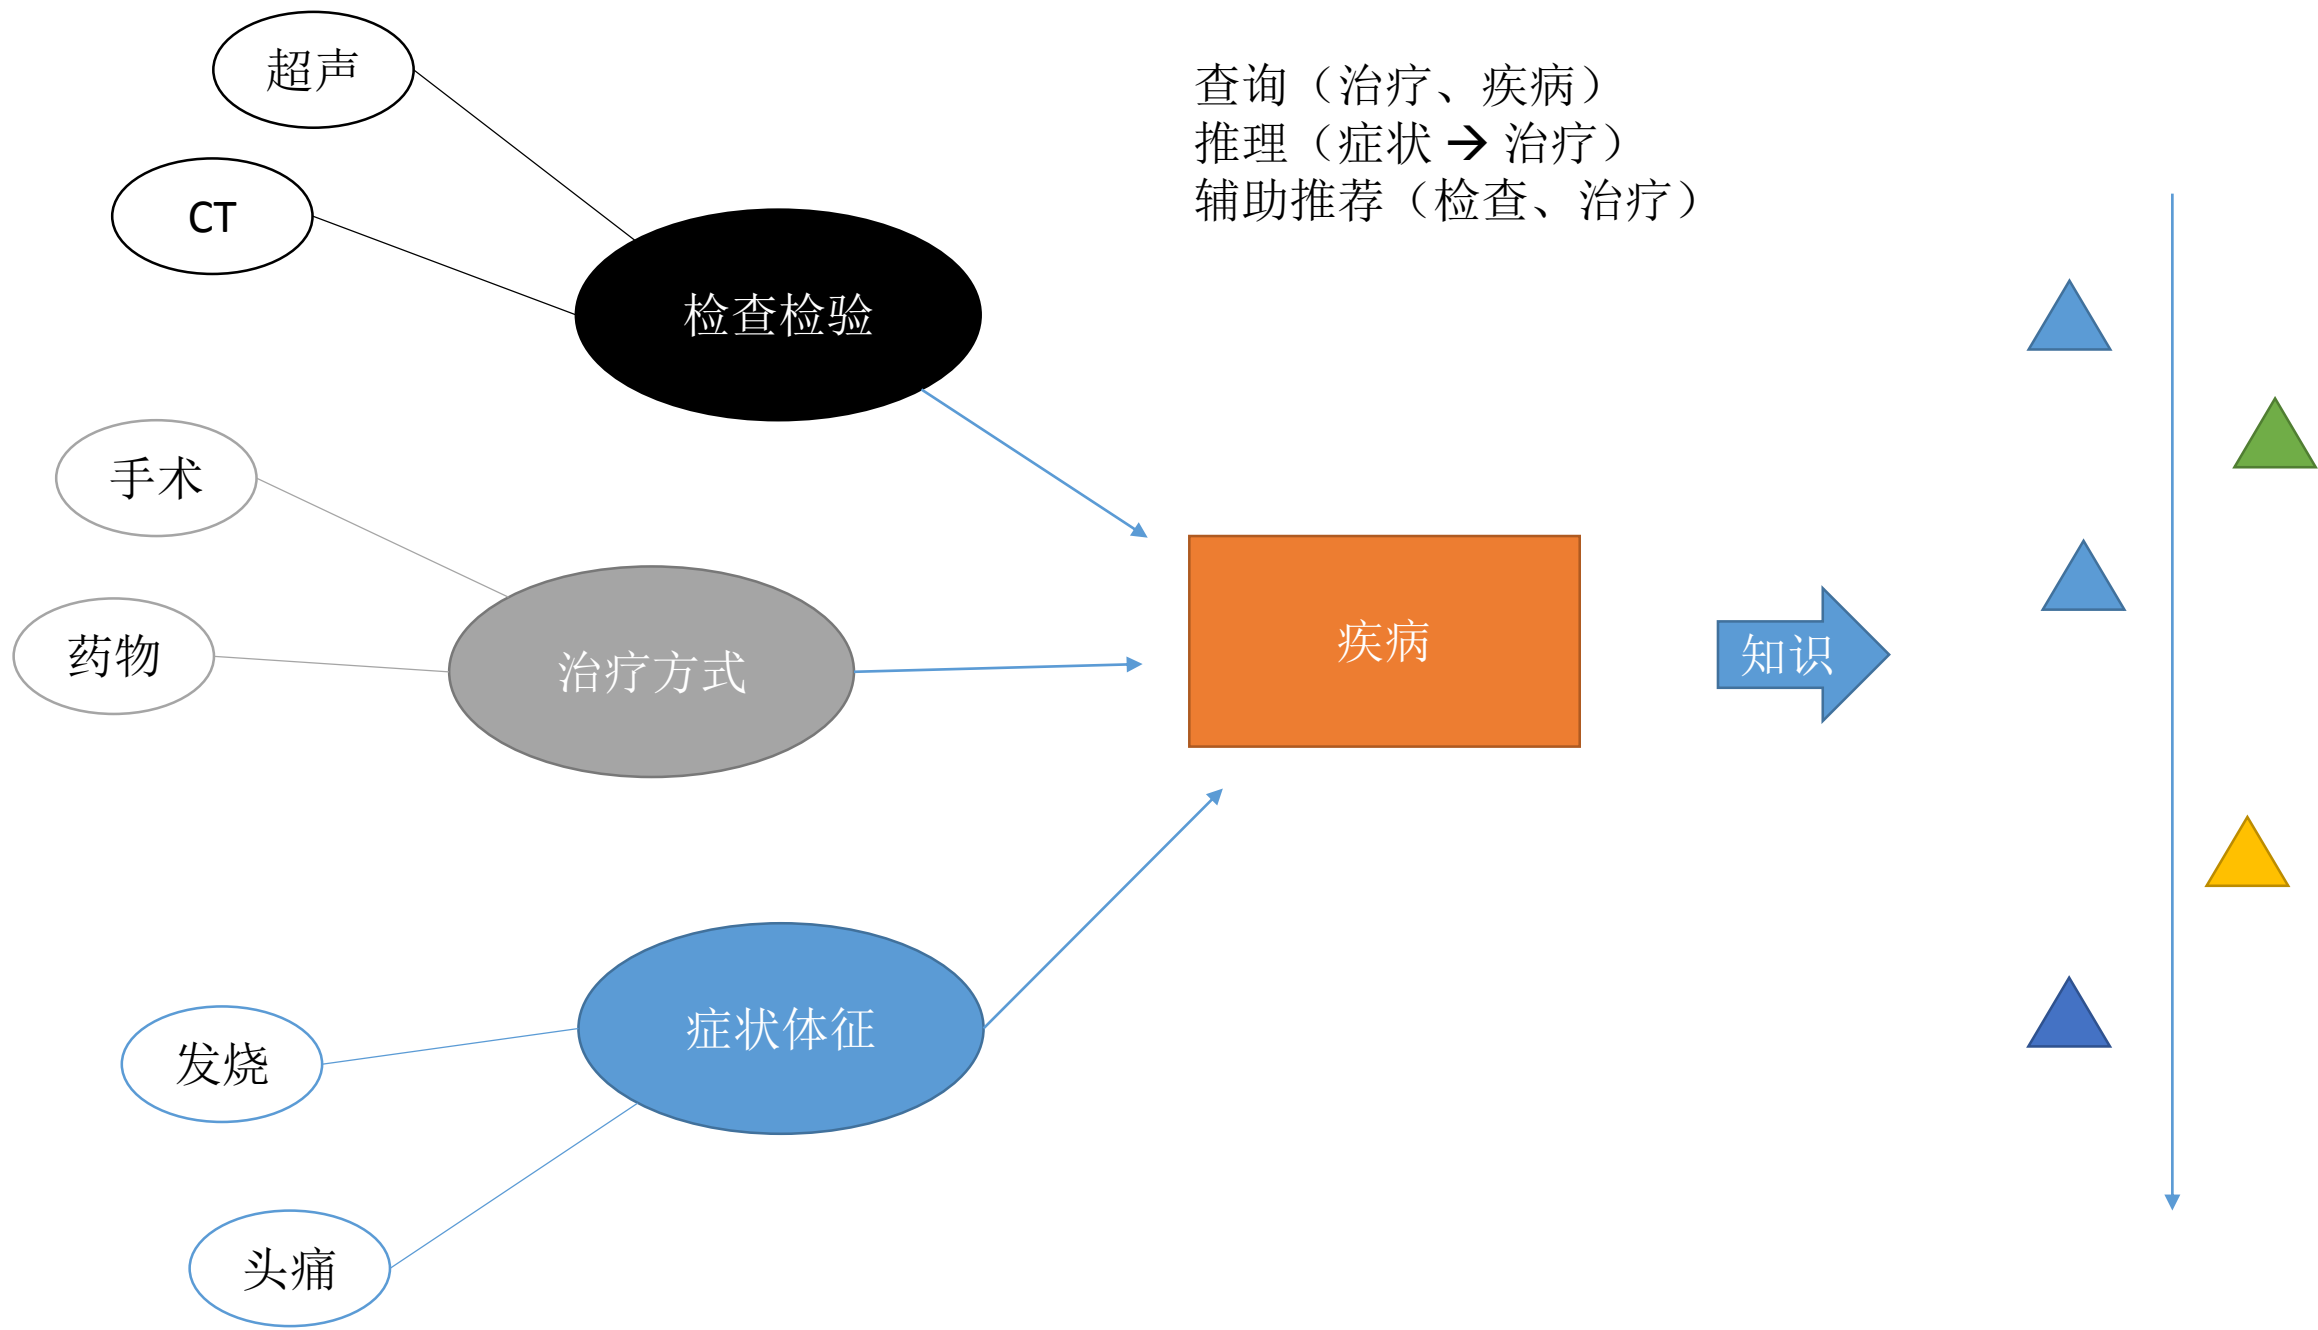 超声
CT
检查检验
手术
药物
治疗方式
发烧
头痛
症状体征
查询（治疗、疾病）
推理（症状 → 治疗）
辅助推荐（检查、治疗）
疾病
知识